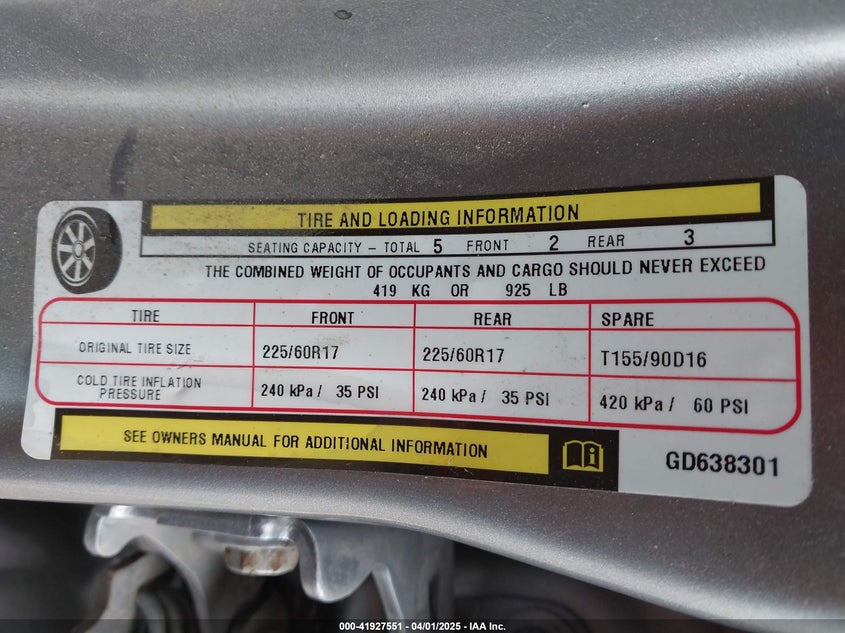 TIRE AND LOADING INFORMATION
SEATING CAPACITY – TOTAL 5 FRONT 2 REAR 3
THE COMBINED WEIGHT OF OCCUPANTS AND CARGO SHOULD NEVER EXCEED
419 KG OR 925 LB
TIRE FRONT REAR SPARE
ORIGINAL TIRE SIZE 225/60R17 225/60R17 T155/90D16
COLD TIRE INFLATION PRESSURE 240 kPa / 35 PSI 240 kPa / 35 PSI 420 kPa / 60 PSI
SEE OWNERS MANUAL FOR ADDITIONAL INFORMATION
GD638301
000-41927551 - 04/01/2025 - IAA Inc.